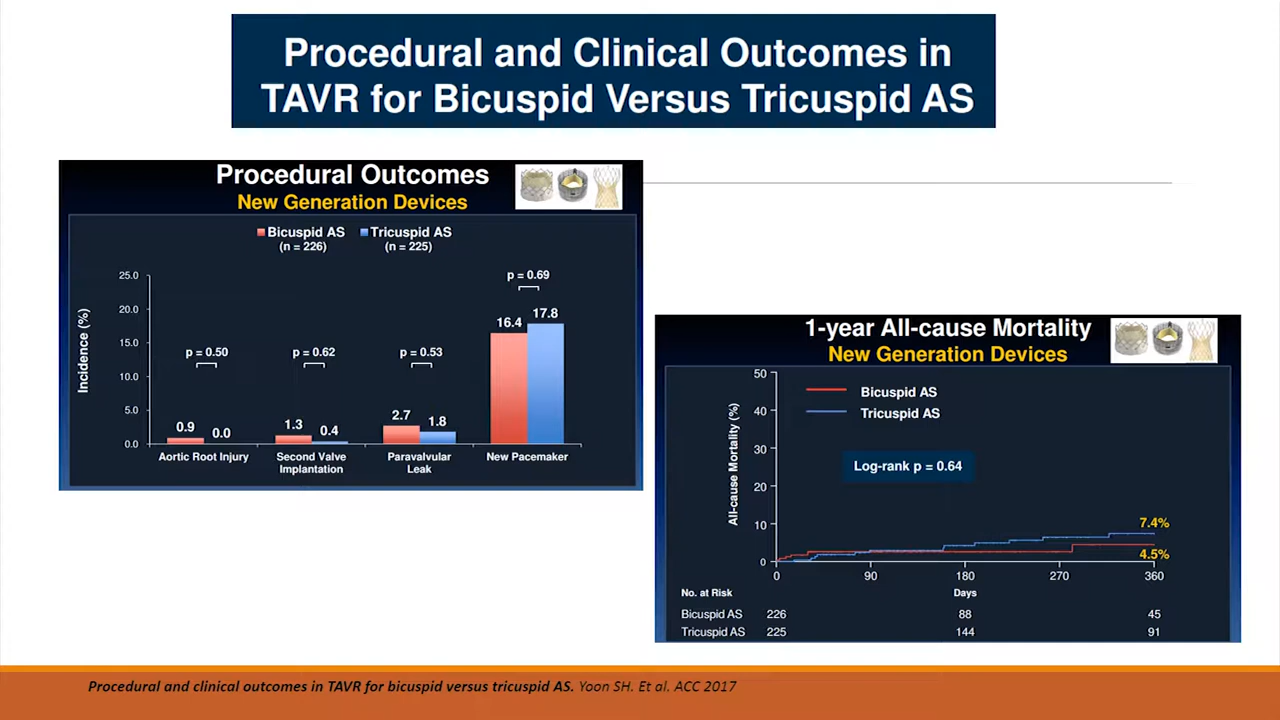 Procedural and Clinical Outcomes in
TAVR for Bicuspid Versus Tricuspid AS
Procedural Outcomes
New Generation Devices
Bicuspid AS Tricuspid AS
(n = 226) (n = 225)
Incidence (%)
25.0
20.0
15.0
10.0
5.0
0.0
p = 0.50
p = 0.62
p = 0.53
p = 0.69
0.9 0.0
1.3 0.4
2.7 1.8
16.4 17.8
Aortic Root Injury
Second Valve
Implantation
Paravalvular
Leak
New Pacemaker
1-year All-cause Mortality
New Generation Devices
All-cause Mortality (%)
50
40
30
20
10
0
Bicuspid AS
Tricuspid AS
Log-rank p = 0.64
7.4%
4.5%
0 90 180 270 360
No. at Risk Days
Bicuspid AS 226 88 45
Tricuspid AS 225 144 91
Procedural and clinical outcomes in TAVR for bicuspid versus tricuspid AS. Yoon SH. Et al. ACC 2017